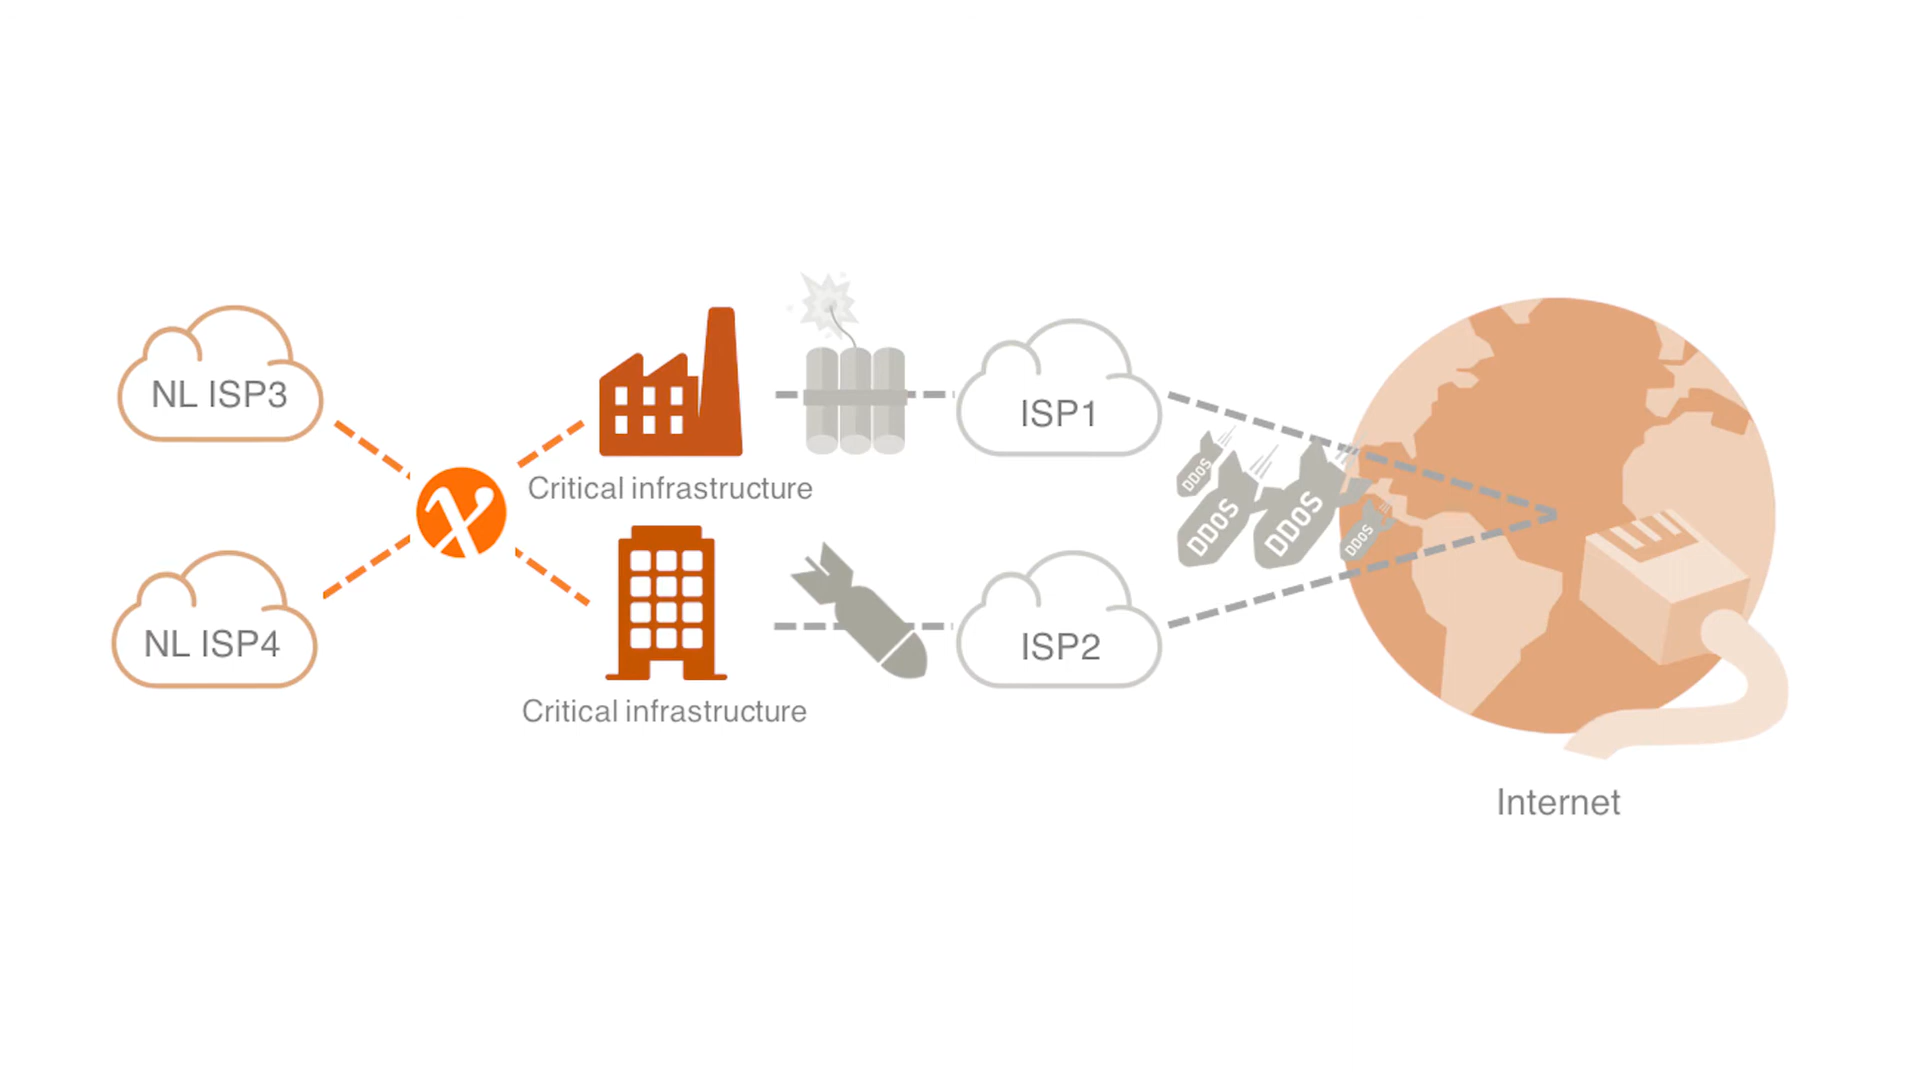 NL ISP3
ISP1
DDOS
DDOS
DDOS
DDOS
Critical infrastructure
NL ISP4
ISP2
Critical infrastructure
Internet